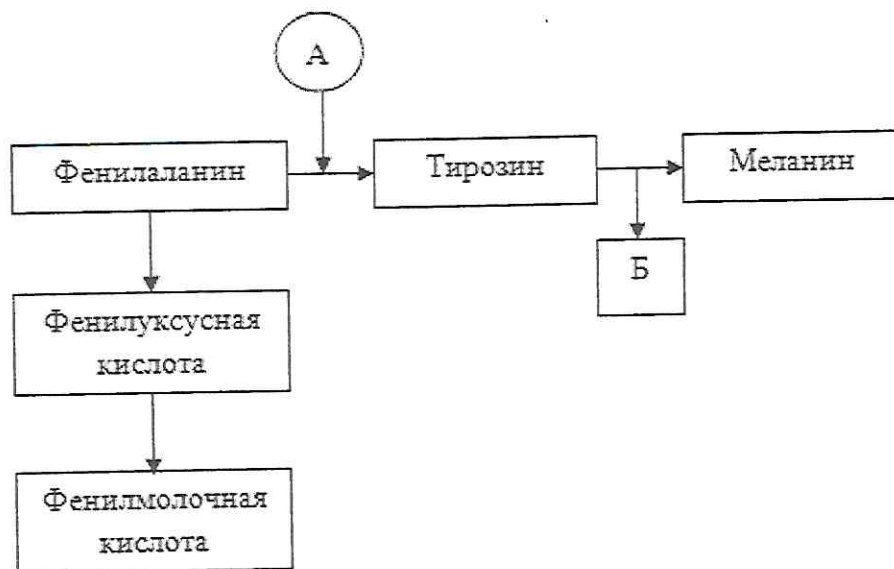 А
Фенилаланин
Тирозин
Меланин
Б
Фенилуксусная
кислота
Фенилмолочная
кислота